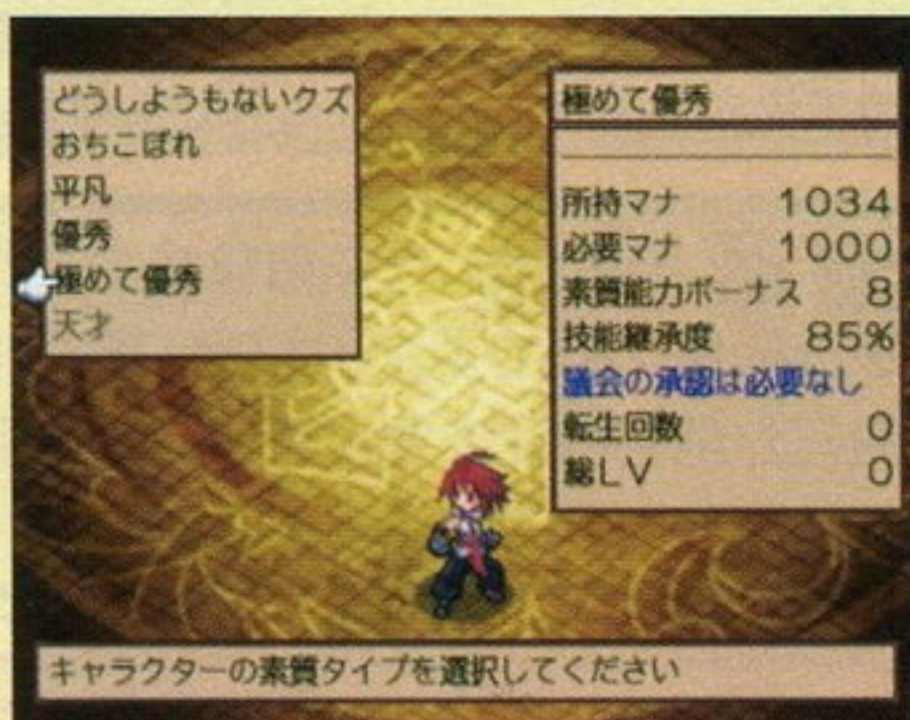 どうしようもないクズ
おちこぼれ
平凡
優秀
極めて優秀
天才
極めて優秀
所持マナ 1034
必要マナ 1000
素質能力ボーナス 8
技能継承度 85%
議会の承認は必要なし
転生回数 0
総LV 0
キャラクターの素質タイプを選択してください